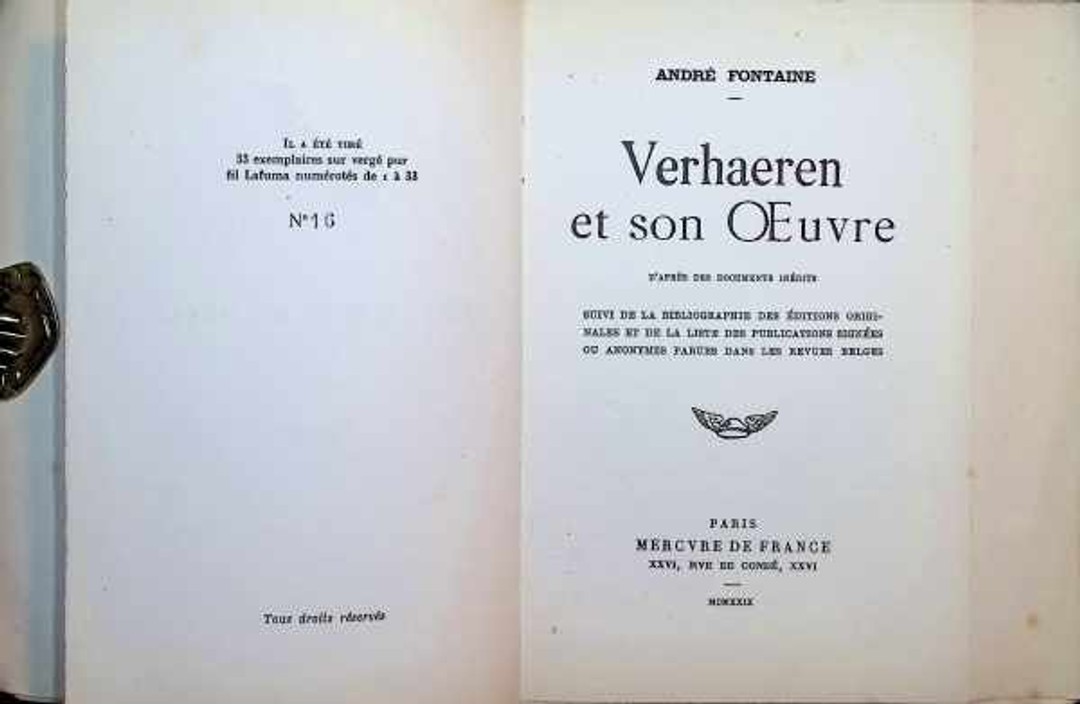 IL A ÉTÉ TIRÉ
33 exemplaires sur vergé pur
fil Lafuma numérotés de 1 à 33
N° 16
Tous droits réservés
ANDRÉ FONTAINE
Verhaeren
et son ŒEuvre
D'APRÈS DES DOCUMENTS INÉDITS
SUIVI DE LA BIBLIOGRAPHIE DES ÉDITIONS ORIGI-
NALES ET DE LA LISTE DES PUBLICATIONS SIGNÉES
OU ANONYMES PARUES DANS LES REVUES BELGES
PARIS
MERCVRE DE FRANCE
XXVI, RVE DE CONDÉ, XXVI
MCMXXIX